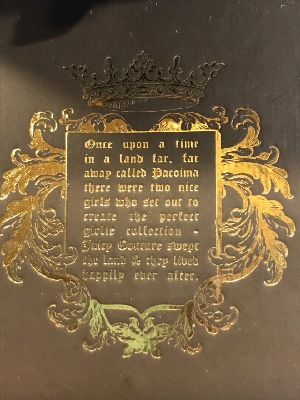 Once upon a time
in a land far, far
away called Pacoima
there were two nice
girls who set out to
create the perfect
girlie collection -
Juicy Couture swept
the land & they lived
happily ever after.